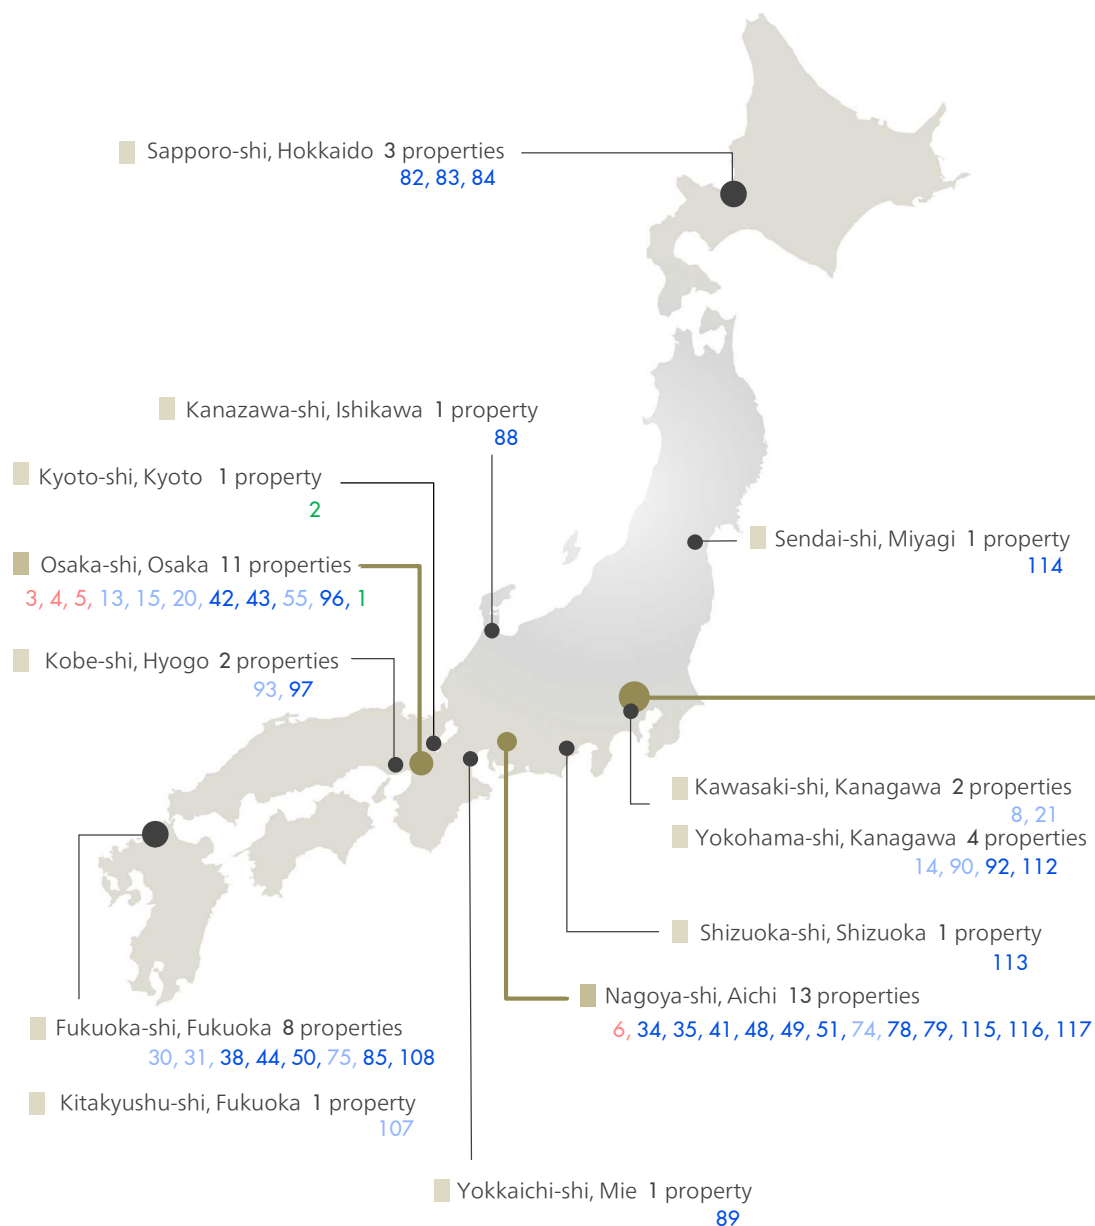 Sapporo-shi, Hokkaido 3 properties
82, 83, 84
Kanazawa-shi, Ishikawa 1 property
88
Kyoto-shi, Kyoto 1 property
2
Sendai-shi, Miyagi 1 property
114
Osaka-shi, Osaka 11 properties
3, 4, 5, 13, 15, 20, 42, 43, 55, 96, 1
Kobe-shi, Hyogo 2 properties
93, 97
Kawasaki-shi, Kanagawa 2 properties
8, 21
Yokohama-shi, Kanagawa 4 properties
14, 90, 92, 112
Shizuoka-shi, Shizuoka 1 property
113
Nagoya-shi, Aichi 13 properties
6, 34, 35, 41, 48, 49, 51, 74, 78, 79, 115, 116, 117
Fukuoka-shi, Fukuoka 8 properties
30, 31, 38, 44, 50, 75, 85, 108
Kitakyushu-shi, Fukuoka 1 property
107
Yokkaichi-shi, Mie 1 property
89